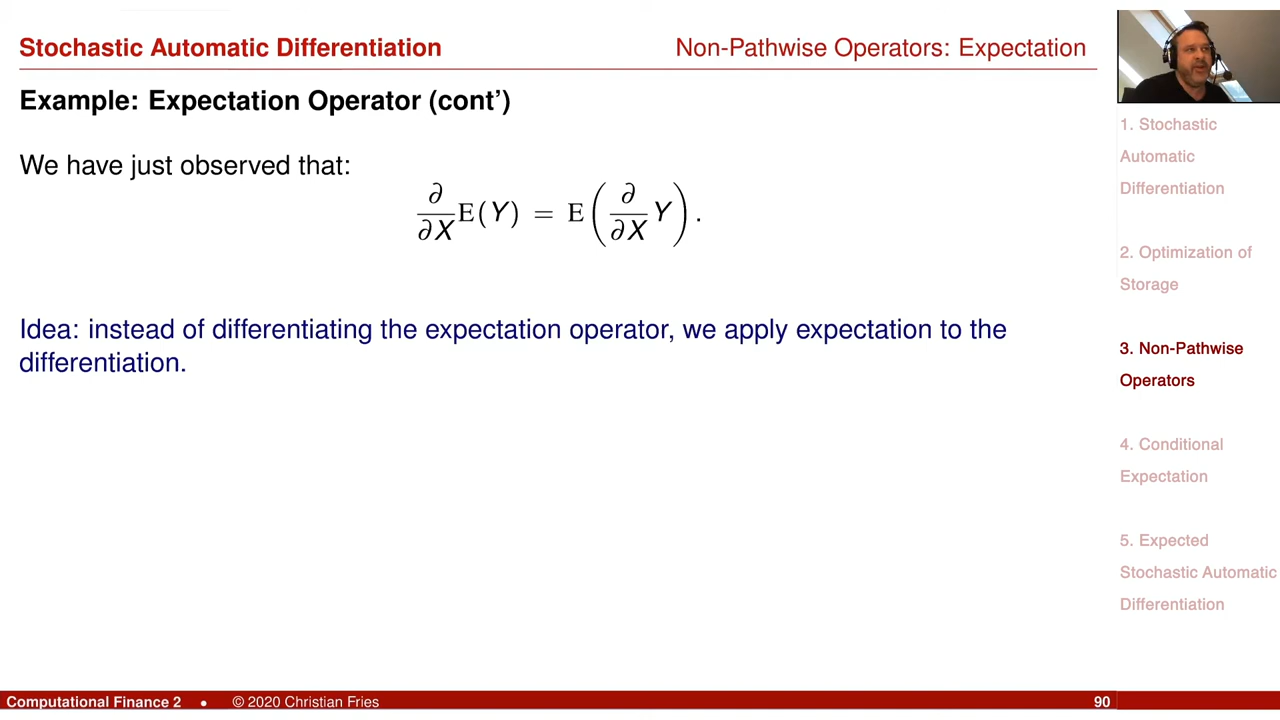 Stochastic Automatic Differentiation
Non-Pathwise Operators: Expectation
Example: Expectation Operator (cont’)
We have just observed that:
∂/∂X E(Y) = E(∂/∂X Y).
Idea: instead of differentiating the expectation operator, we apply expectation to the
differentiation.
1. Stochastic
Automatic
Differentiation
2. Optimization of
Storage
3. Non-Pathwise
Operators
4. Conditional
Expectation
5. Expected
Stochastic Automatic
Differentiation
Computational Finance 2 • © 2020 Christian Fries
90